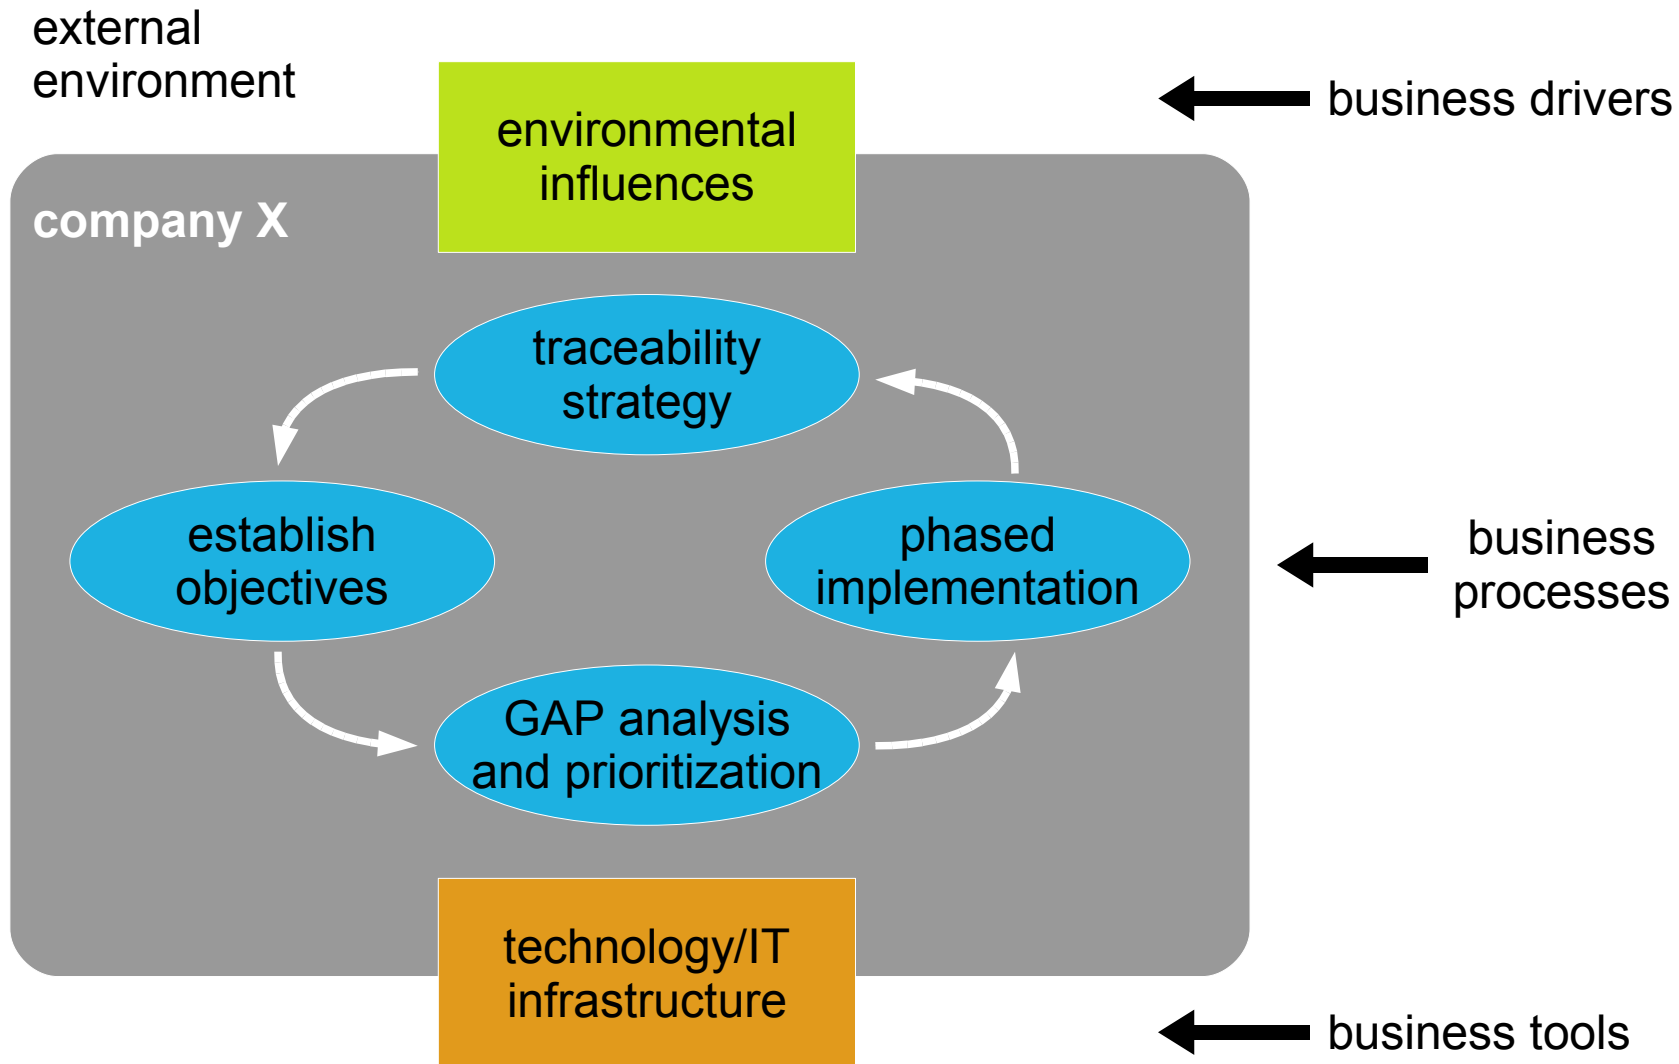 external
environment
environmental
influences
business drivers
company X
traceability
strategy
establish
objectives
phased
implementation
business
processes
GAP analysis
and prioritization
technology/IT
infrastructure
business tools